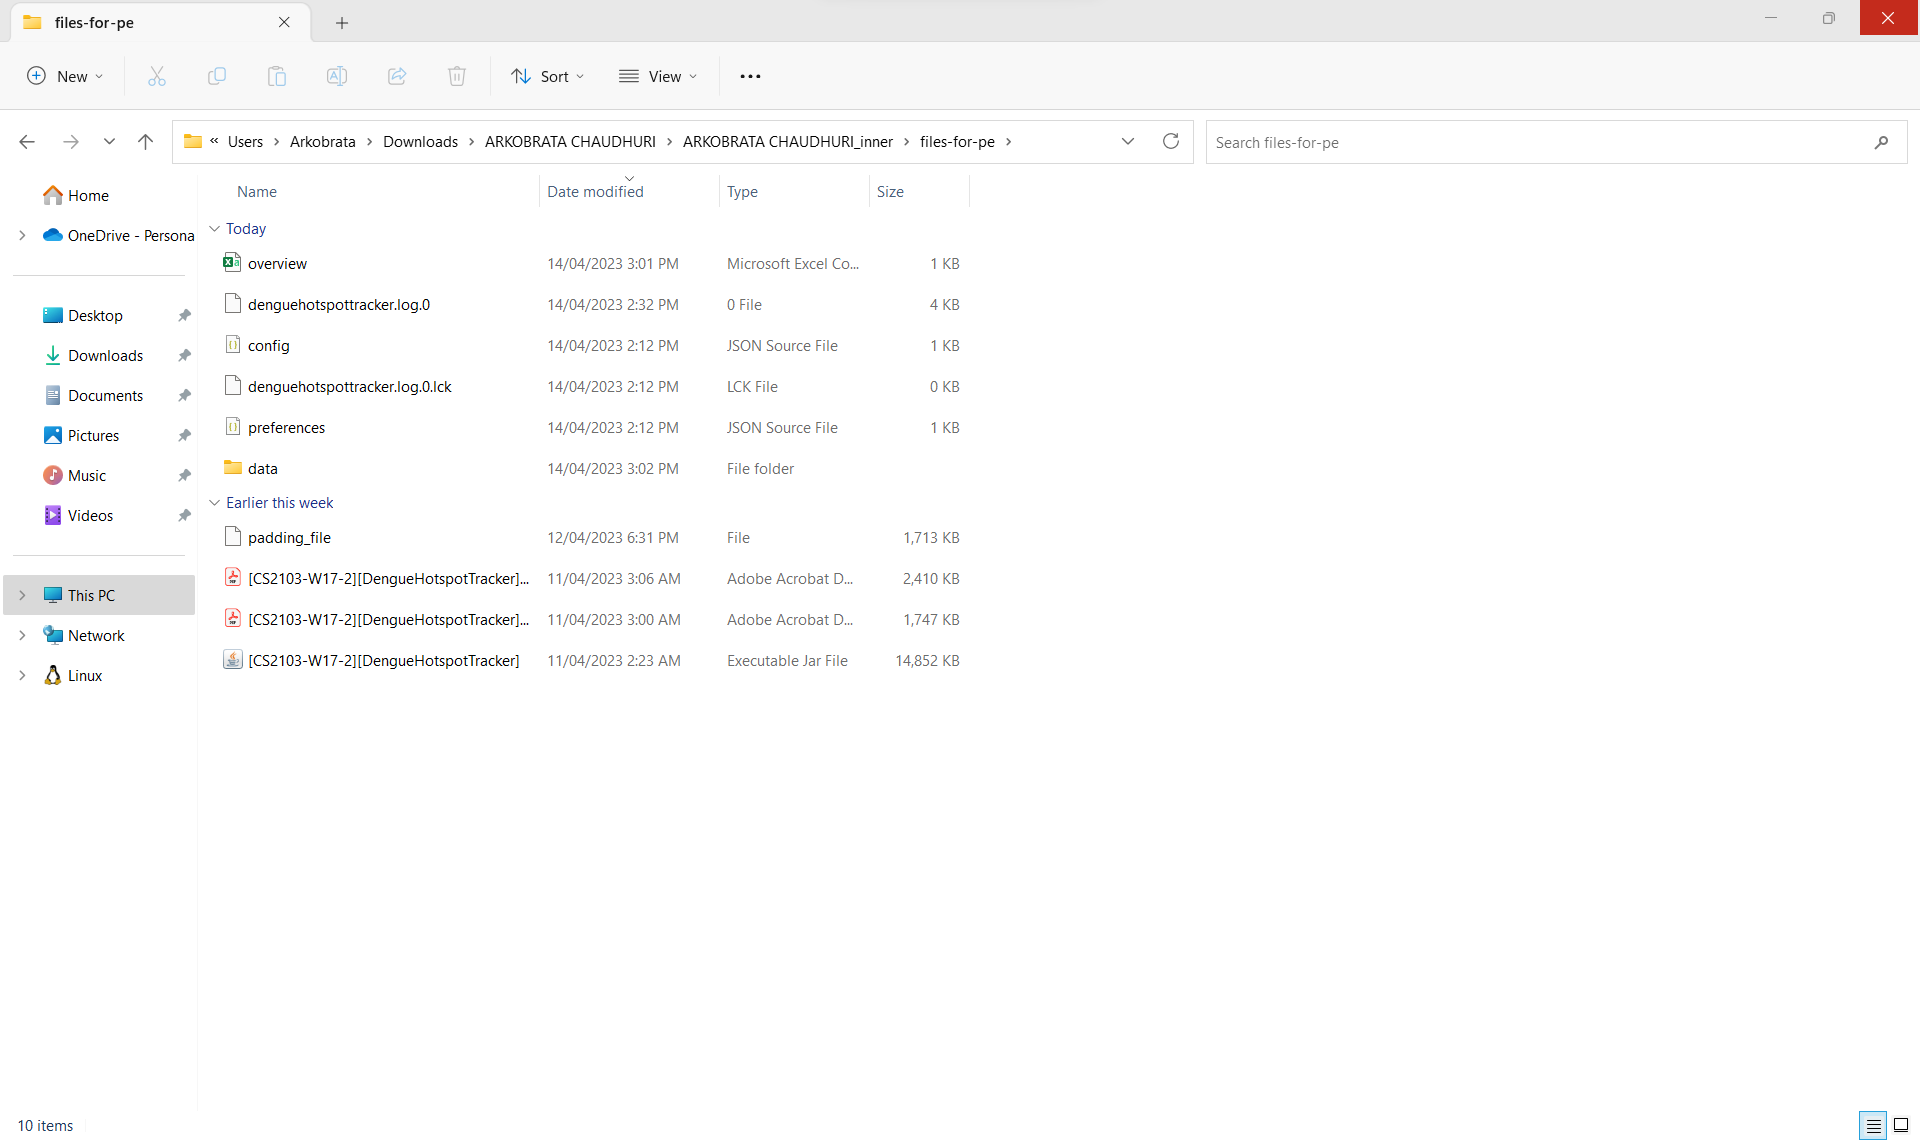 files-for-pe
New
Sort
View
« Users > Arkobrata > Downloads > ARKOBRATA CHAUDHURI > ARKOBRATA CHAUDHURI_inner > files-for-pe >
Search files-for-pe
Home
OneDrive - Persona
Desktop
Downloads
Documents
Pictures
Music
Videos
This PC
Network
Linux
Name Date modified Type Size
Today
overview 14/04/2023 3:01 PM Microsoft Excel Co... 1 KB
denguehotspottracker.log.0 14/04/2023 2:32 PM 0 File 4 KB
config 14/04/2023 2:12 PM JSON Source File 1 KB
denguehotspottracker.log.0.lck 14/04/2023 2:12 PM LCK File 0 KB
preferences 14/04/2023 2:12 PM JSON Source File 1 KB
data 14/04/2023 3:02 PM File folder
Earlier this week
padding_file 12/04/2023 6:31 PM File 1,713 KB
[CS2103-W17-2][DengueHotspotTracker]... 11/04/2023 3:06 AM Adobe Acrobat D... 2,410 KB
[CS2103-W17-2][DengueHotspotTracker]... 11/04/2023 3:00 AM Adobe Acrobat D... 1,747 KB
[CS2103-W17-2][DengueHotspotTracker] 11/04/2023 2:23 AM Executable Jar File 14,852 KB
10 items